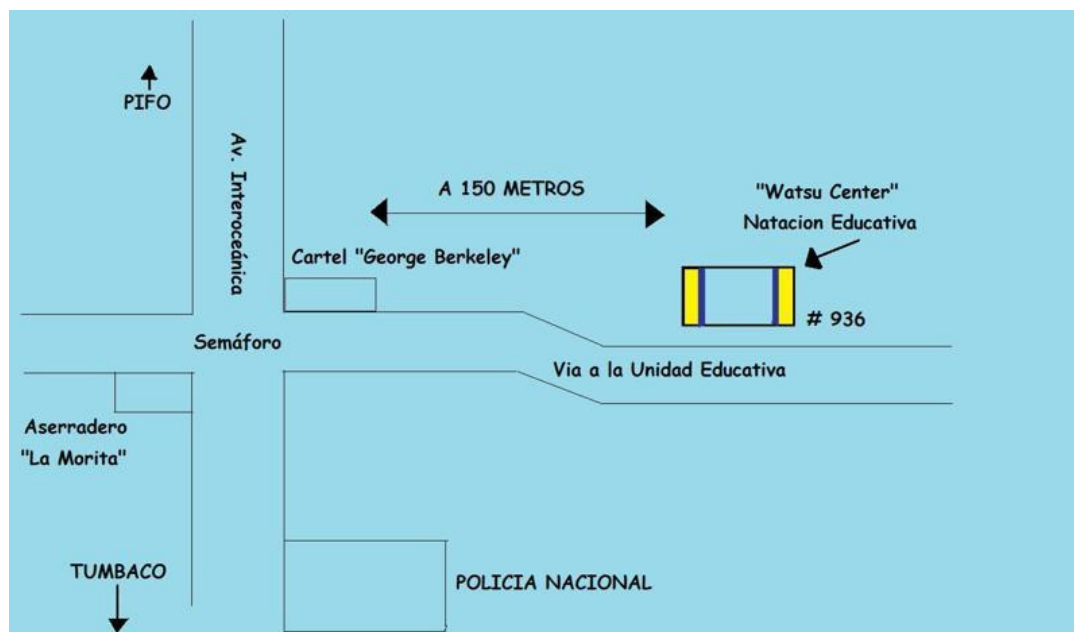 PIFO
Av. Interoceánica
A 150 METROS
"Watsu Center"
Natacion Educativa
Cartel "George Berkeley"
# 936
Semáforo
Via a la Unidad Educativa
Aserradero
"La Morita"
TUMBACO
POLICIA NACIONAL